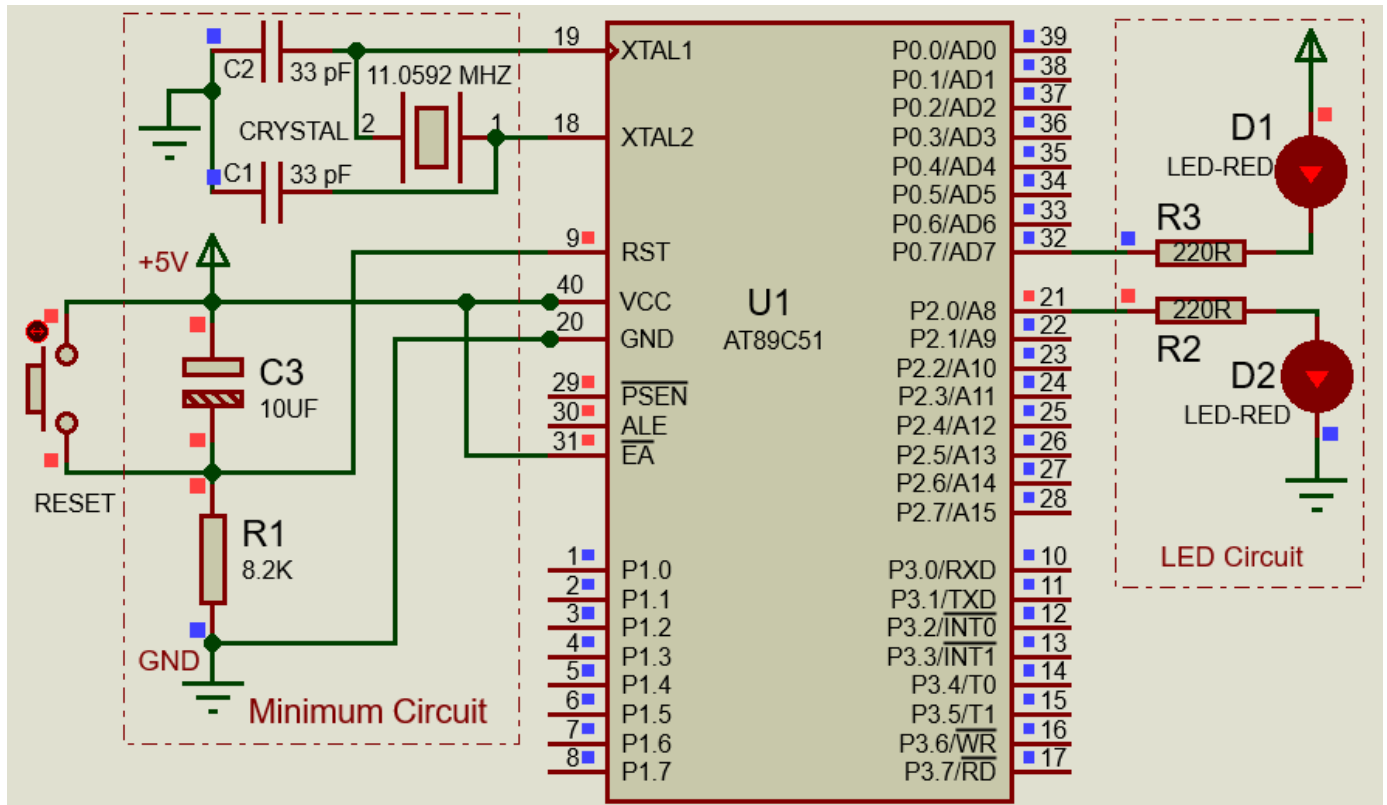 C2
33 pF
11.0592 MHZ
CRYSTAL
2
1
C1
33 pF
+5V
C3
10UF
RESET
R1
8.2K
GND
Minimum Circuit
19 XTAL1
18 XTAL2
9 RST
40 VCC
20 GND
29 PSEN
30 ALE
31 EA
1 P1.0
2 P1.1
3 P1.2
4 P1.3
5 P1.4
6 P1.5
7 P1.6
8 P1.7
U1
AT89C51
P0.0/AD0 39
P0.1/AD1 38
P0.2/AD2 37
P0.3/AD3 36
P0.4/AD4 35
P0.5/AD5 34
P0.6/AD6 33
P0.7/AD7 32
P2.0/A8 21
P2.1/A9 22
P2.2/A10 23
P2.3/A11 24
P2.4/A12 25
P2.5/A13 26
P2.6/A14 27
P2.7/A15 28
P3.0/RXD 10
P3.1/TXD 11
P3.2/INT0 12
P3.3/INT1 13
P3.4/T0 14
P3.5/T1 15
P3.6/WR 16
P3.7/RD 17
D1
LED-RED
R3
220R
220R
R2
D2
LED-RED
LED Circuit